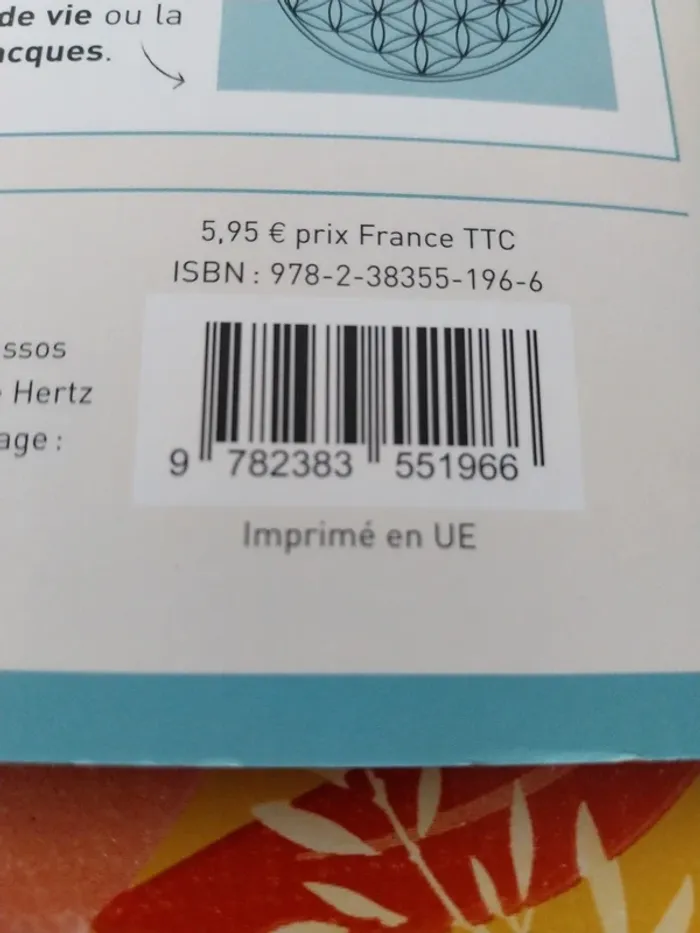 de vie ou la
acques.
5,95 € prix France TTC
ISBN : 978-2-38355-196-6
ssos
Hertz
age :
9 782383 551966
Imprimé en UE